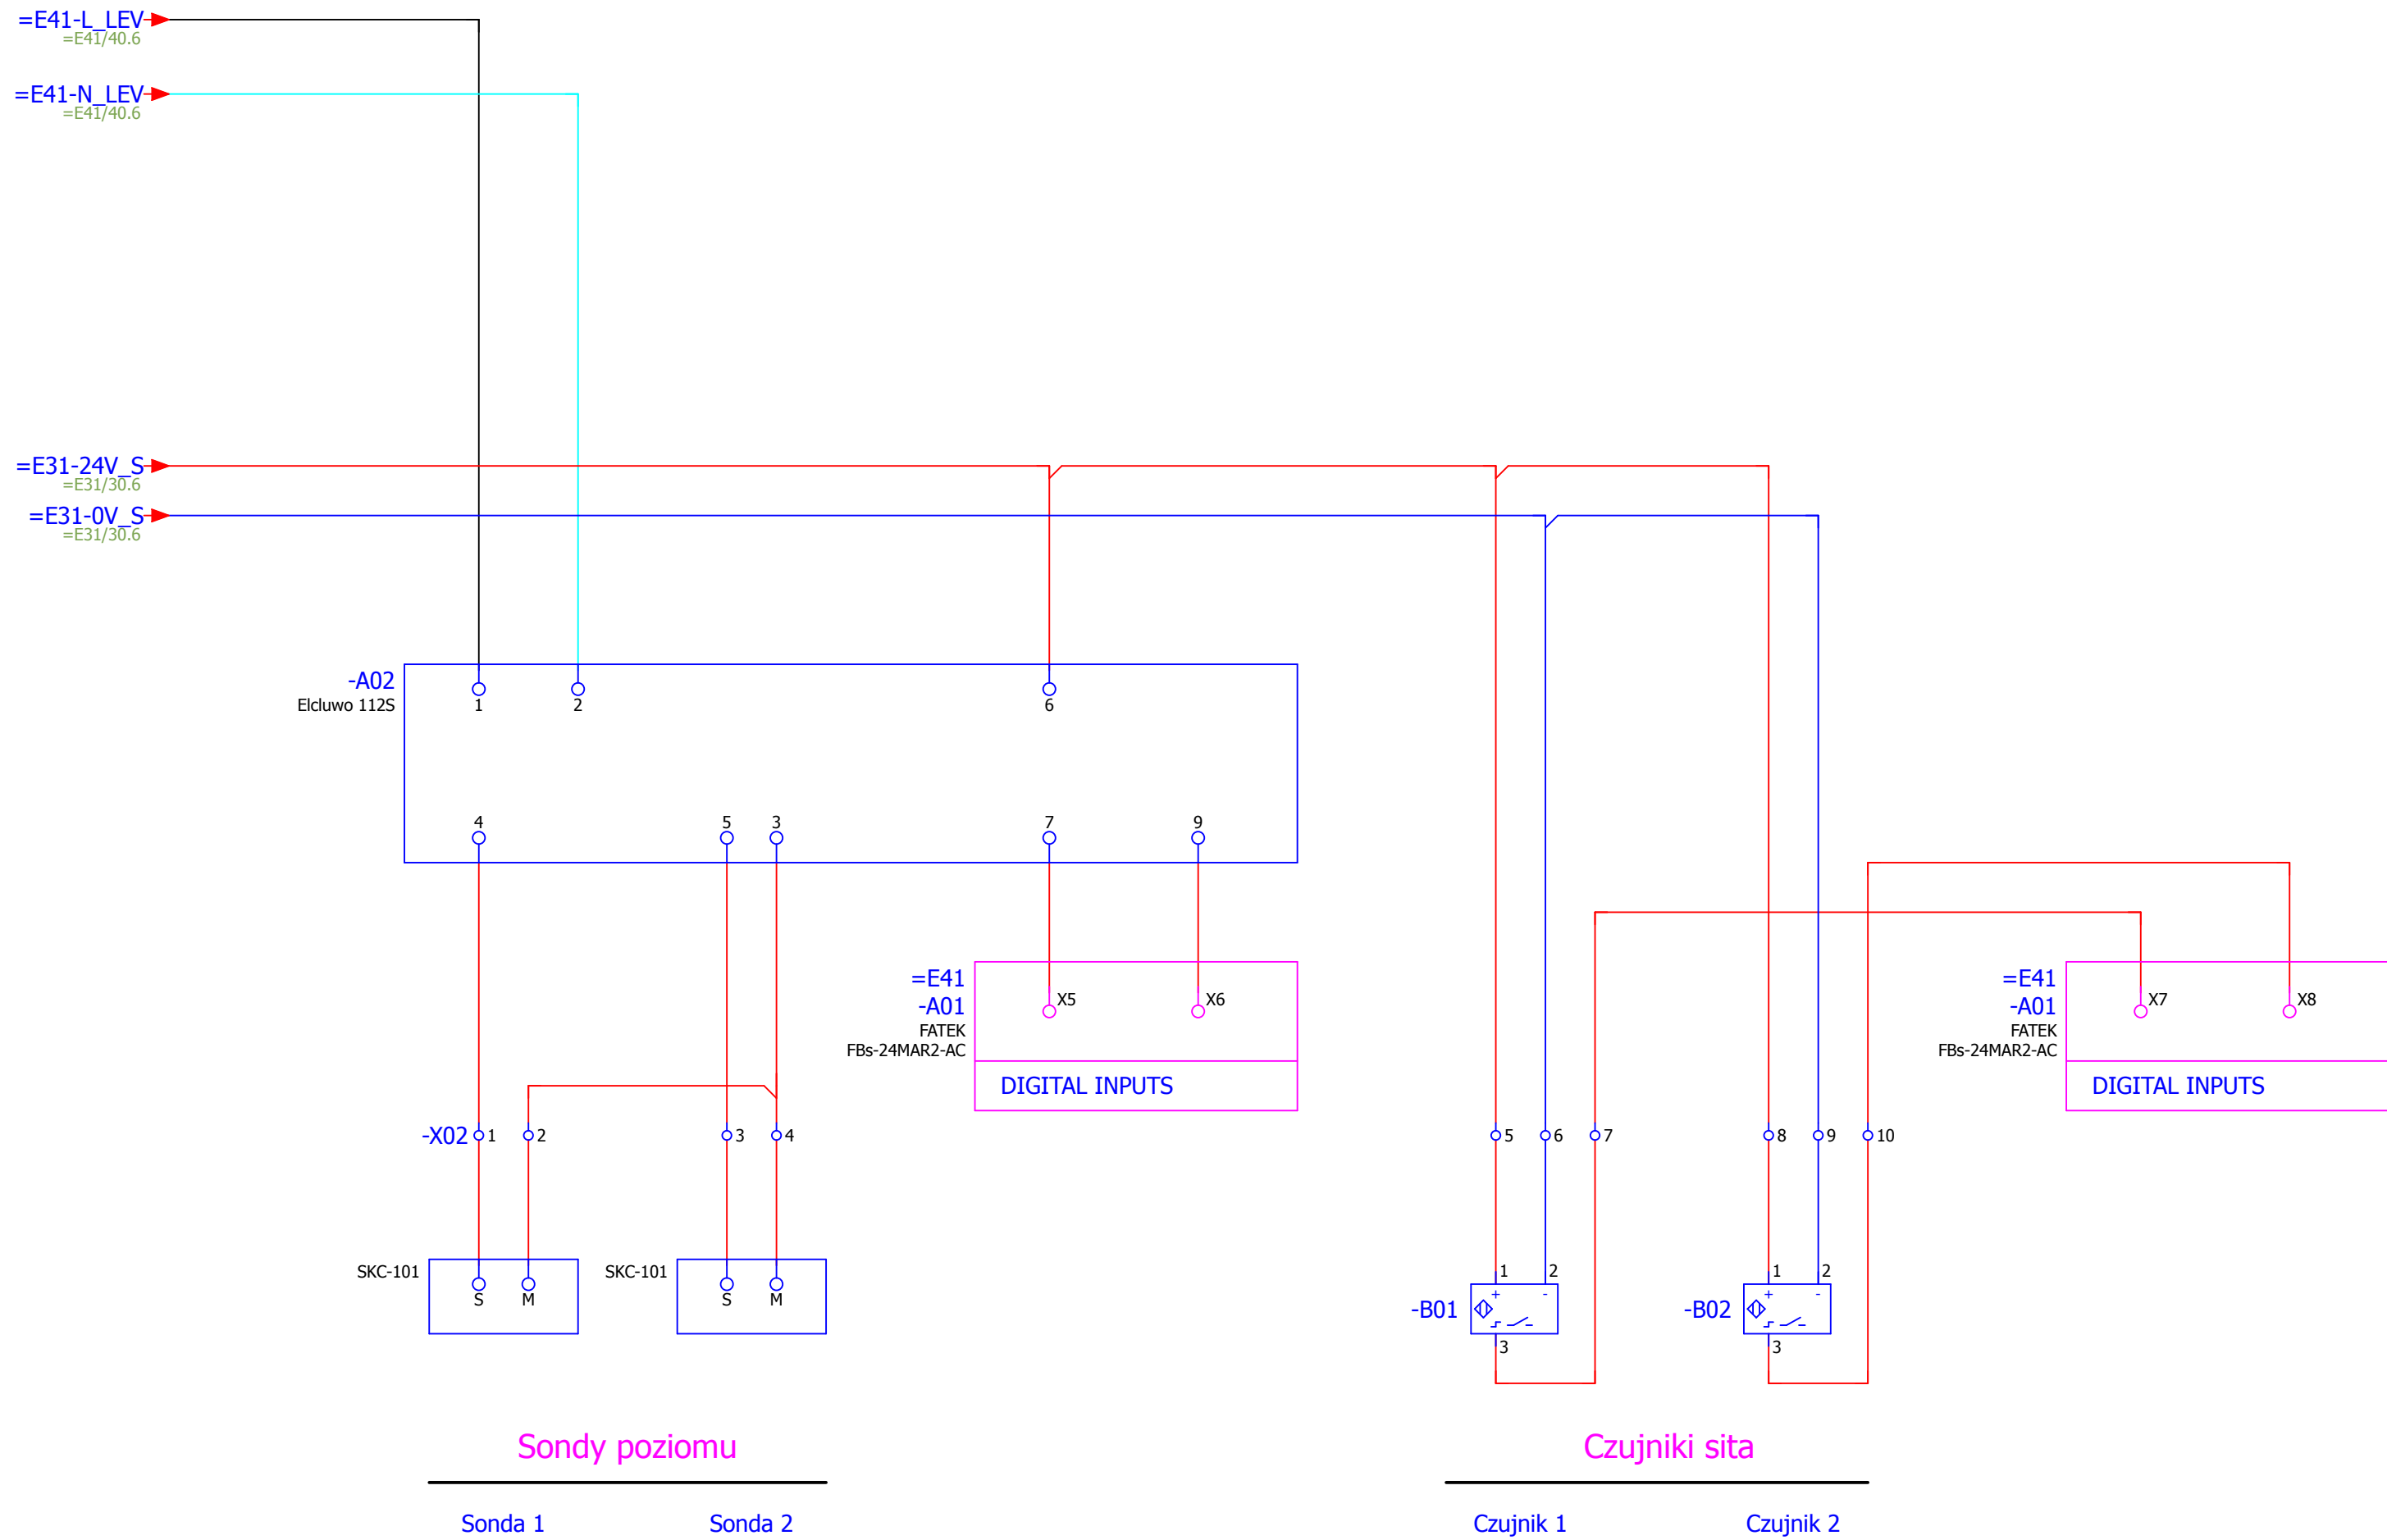 =E41-L_LEV
=E41/40.6
=E41-N_LEV
=E41/40.6
=E31-24V_S
=E31/30.6
=E31-0V_S
=E31/30.6
-A02
Elcluwo 112S
1
2
6
4
5
3
7
9
=E41
-A01
FATEK
FBs-24MAR2-AC
X5
X6
DIGITAL INPUTS
=E41
-A01
FATEK
FBs-24MAR2-AC
X7
X8
DIGITAL INPUTS
-X02
1
2
3
4
5
6
7
8
9
10
SKC-101
S
M
SKC-101
S
M
-B01
1
2
+
-
3
-B02
1
2
+
-
3
Sondy poziomu
Czujniki sita
Sonda 1
Sonda 2
Czujnik 1
Czujnik 2